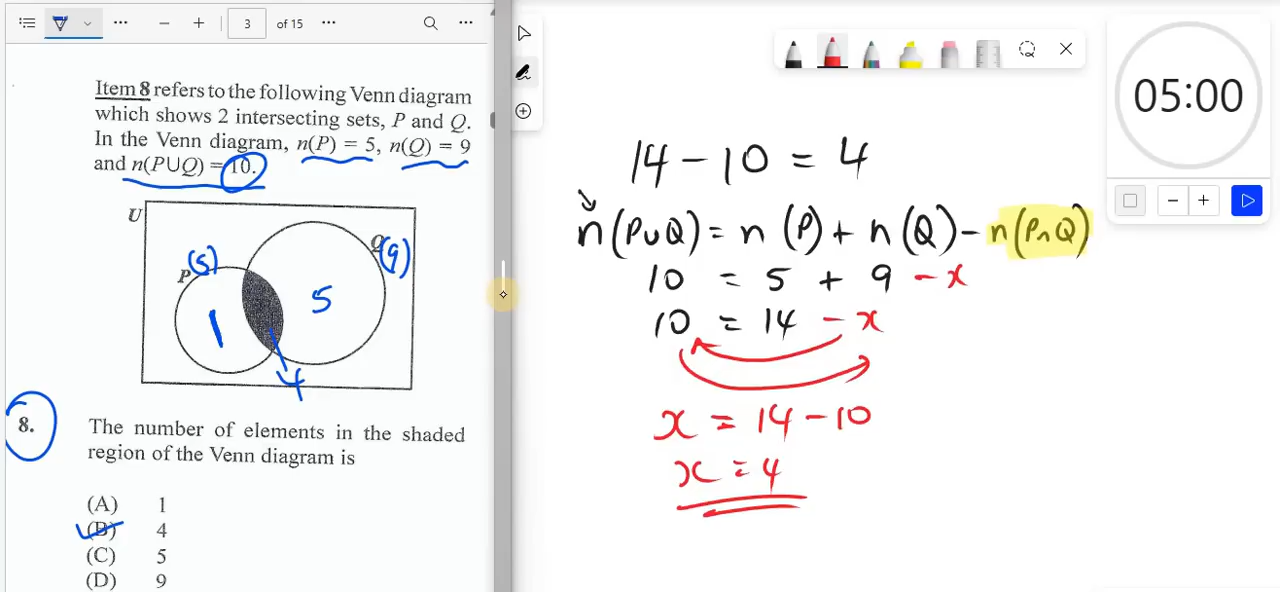 3 of 15
Item 8 refers to the following Venn diagram
which shows 2 intersecting sets, P and Q.
In the Venn diagram, n(P) = 5, n(Q) = 9
and n(P∪Q) = 10.
U
P (5)
Q (9)
1
5
4
8.
The number of elements in the shaded
region of the Venn diagram is
(A) 1
(B) 4
(C) 5
(D) 9
14 - 10 = 4
n (P∪Q) = n (P) + n (Q) - n (P∩Q)
10 = 5 + 9 - x
10 = 14 - x
x = 14 - 10
x = 4
05:00